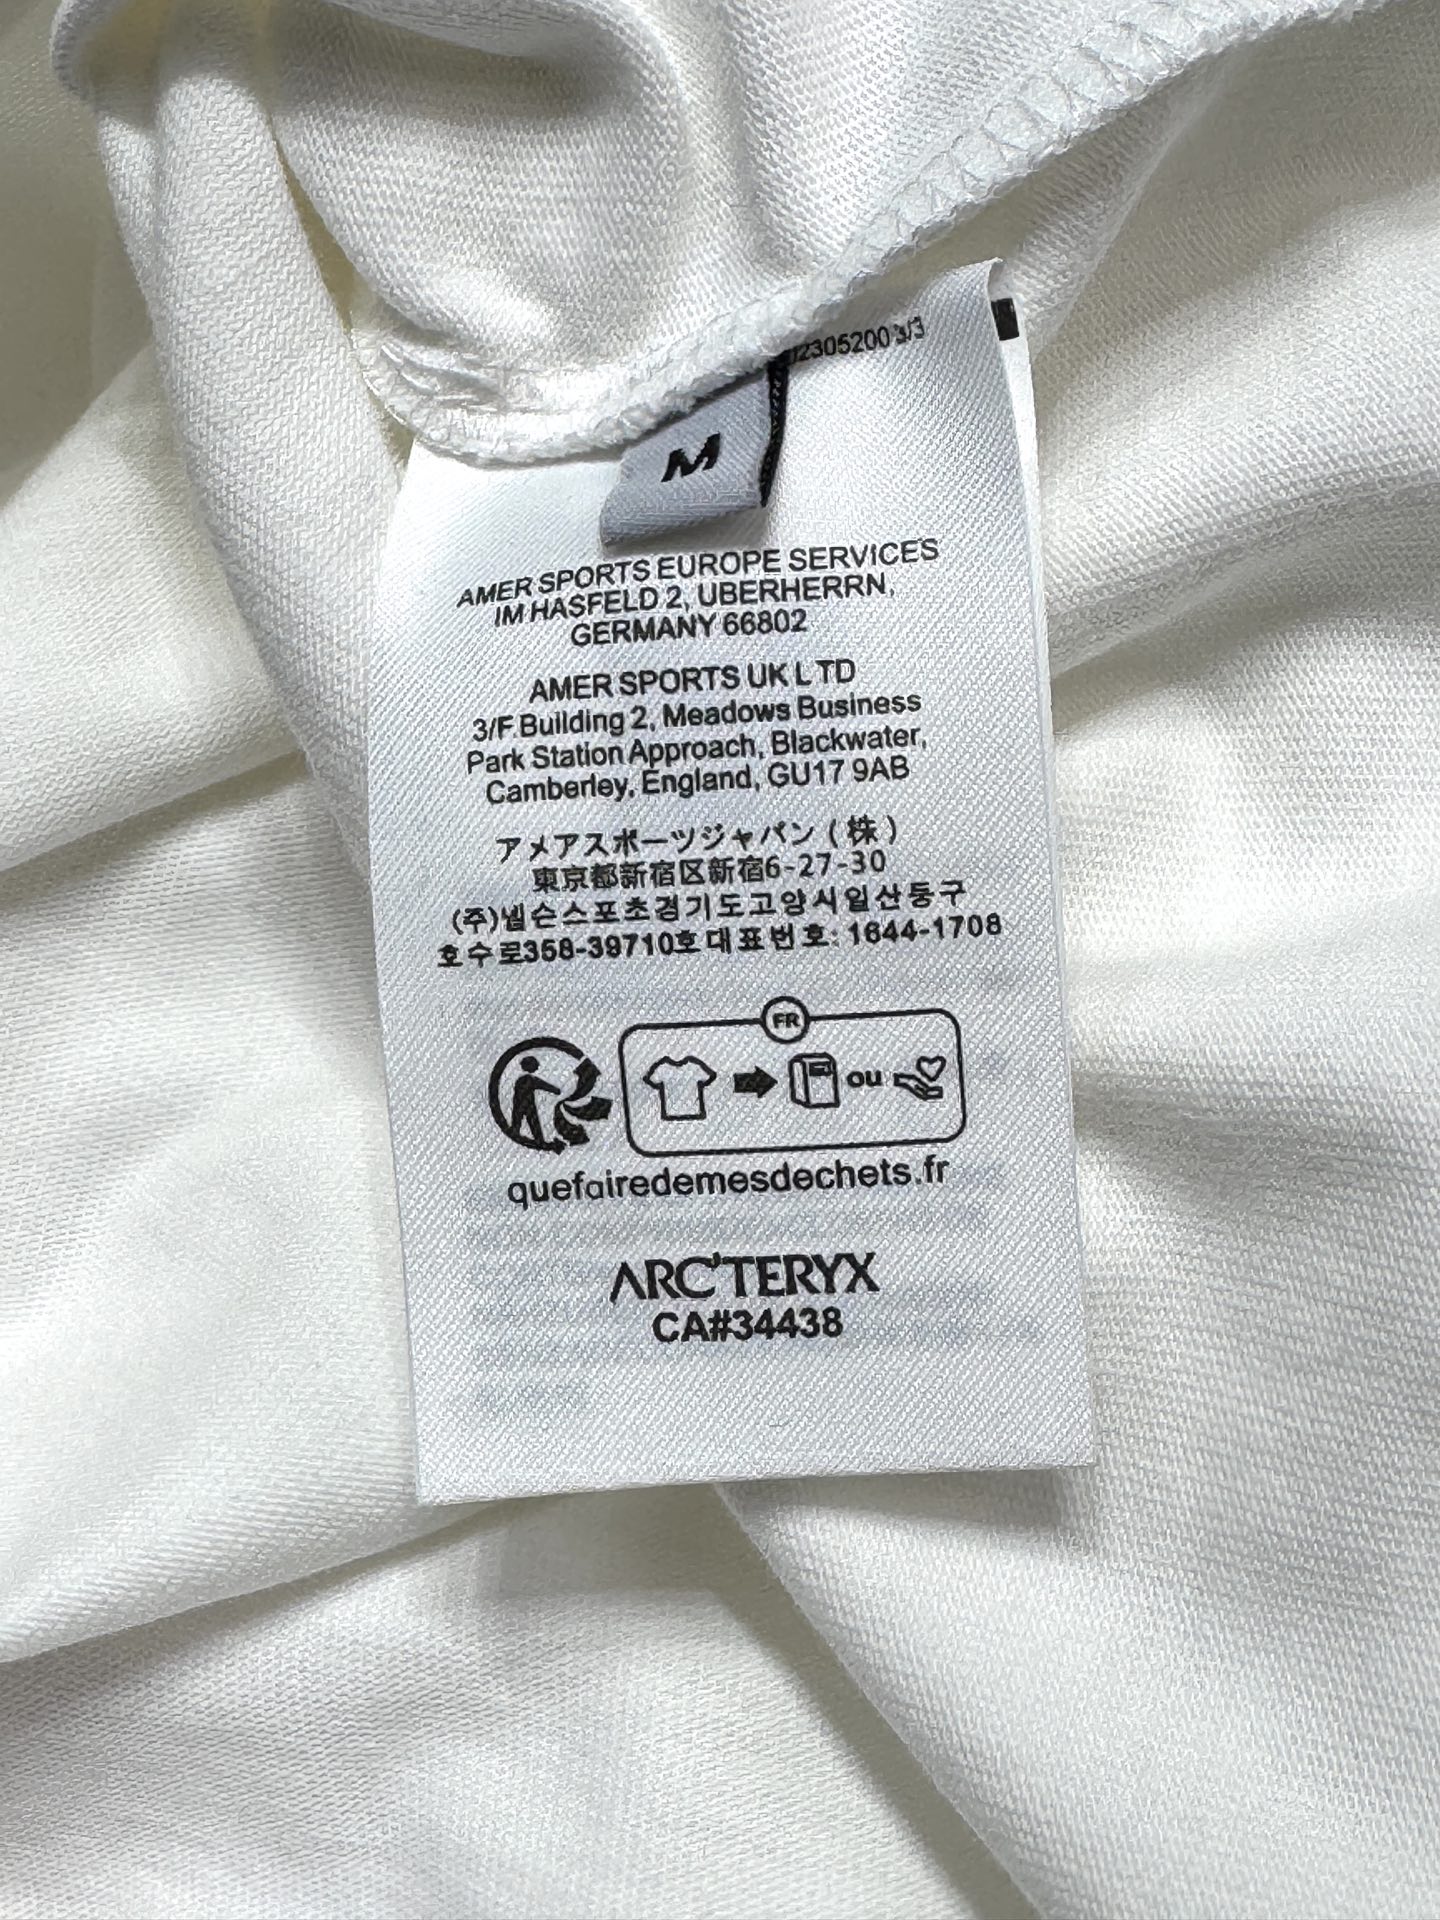 02305200 3/3
M
AMER SPORTS EUROPE SERVICES
IM HASFELD 2, UBERHERRN,
GERMANY 66802
AMER SPORTS UK LTD
3/F Building 2, Meadows Business
Park Station Approach, Blackwater,
Camberley, England, GU17 9AB
アメアスポーツジャパン（株）
東京都新宿区新宿6-27-30
(주)넬슨스포츠경기도고양시일산동구
호수로358-39710호대표번호: 1644-1708
FR
ou
quefairedemesdechets.fr
ARC'TERYX
CA#34438